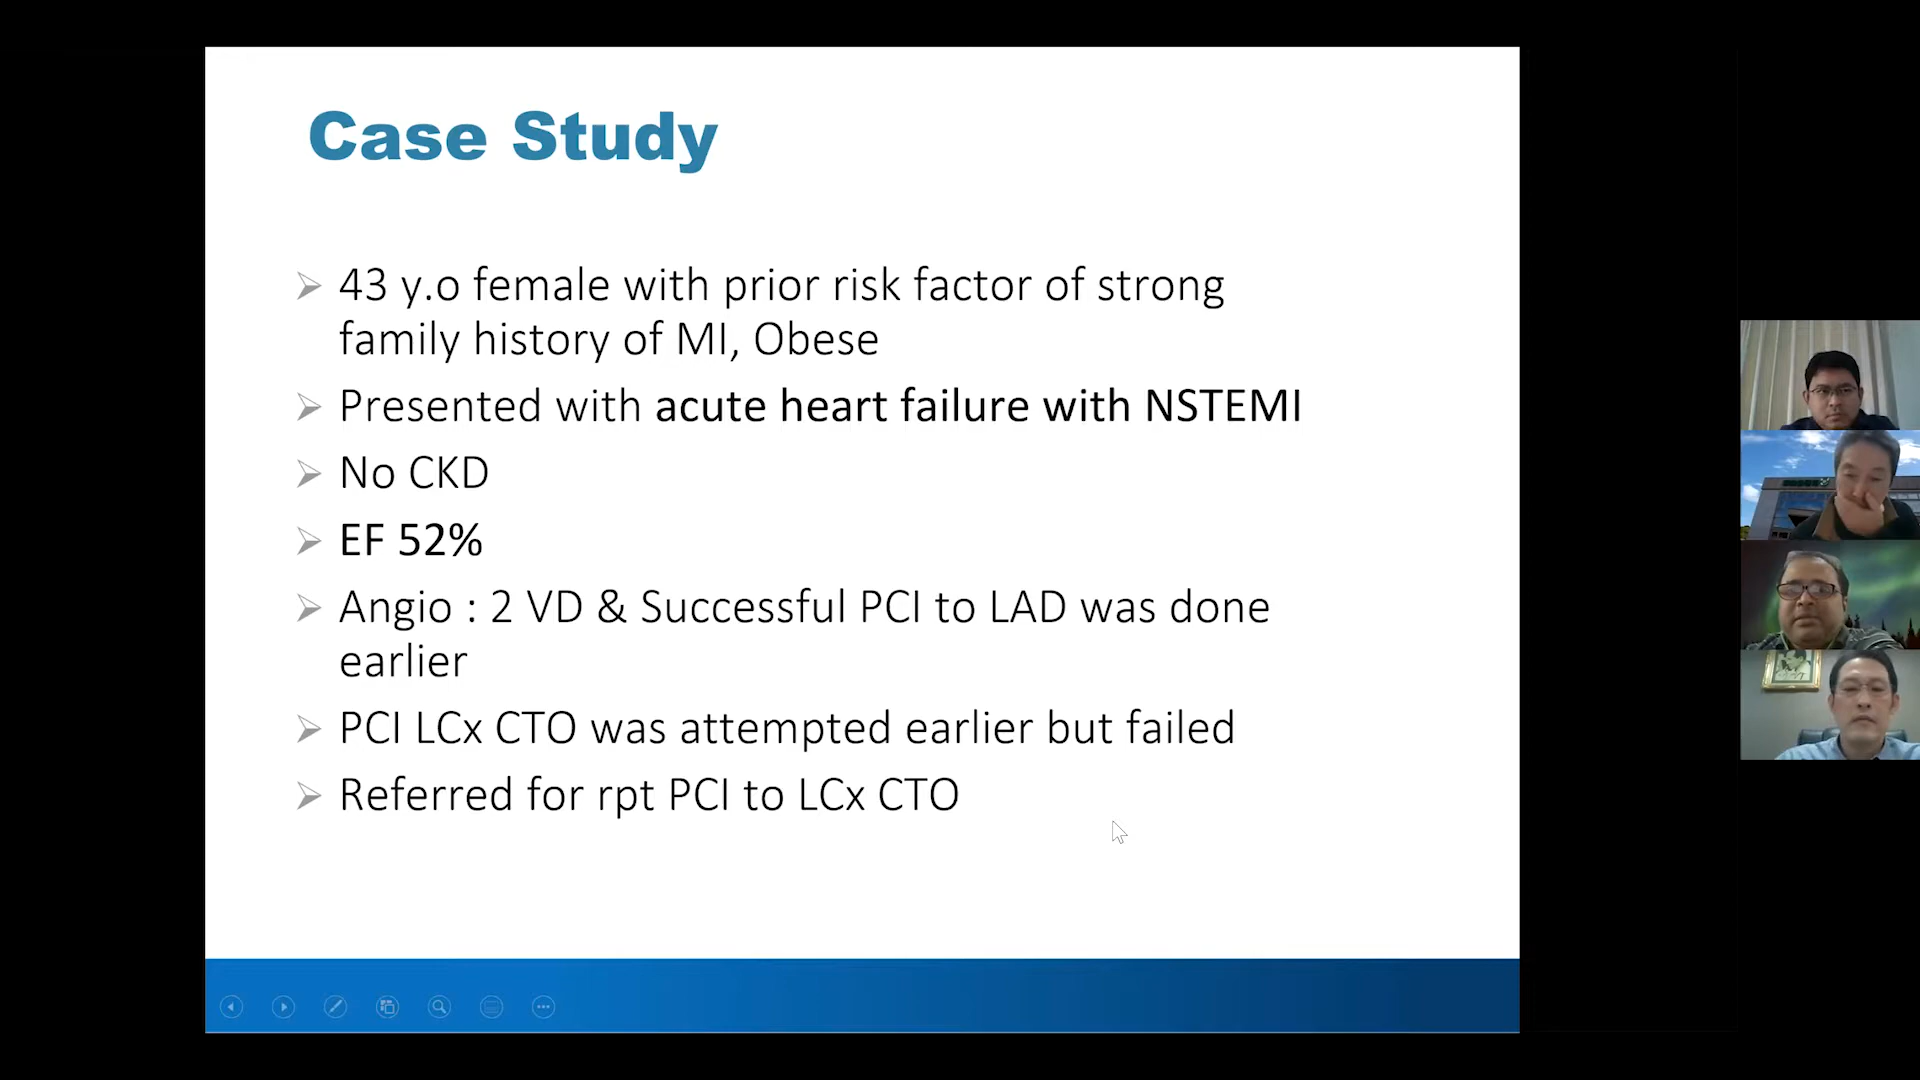 Case Study
43 y.o female with prior risk factor of strong
family history of MI, Obese
Presented with acute heart failure with NSTEMI
No CKD
EF 52%
Angio : 2 VD & Successful PCI to LAD was done
earlier
PCI LCx CTO was attempted earlier but failed
Referred for rpt PCI to LCx CTO